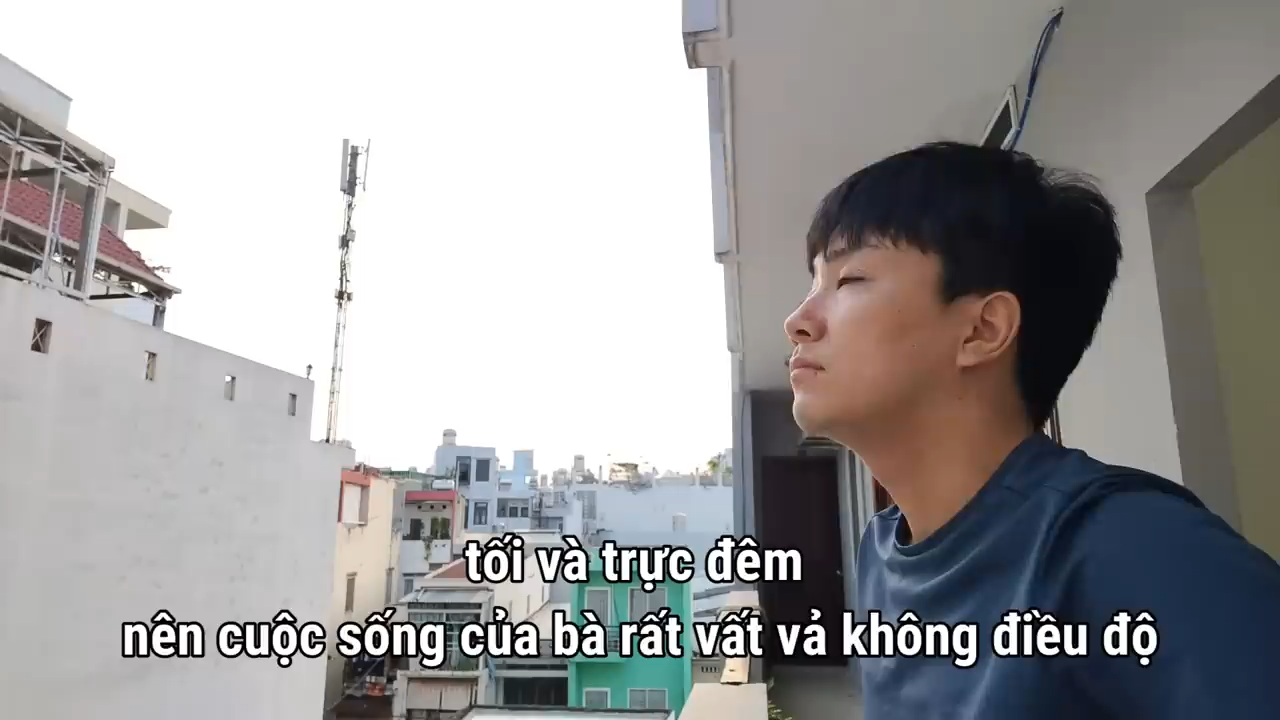 tối và trực đêm
nên cuộc sống của bà rất vất vả không điều độ